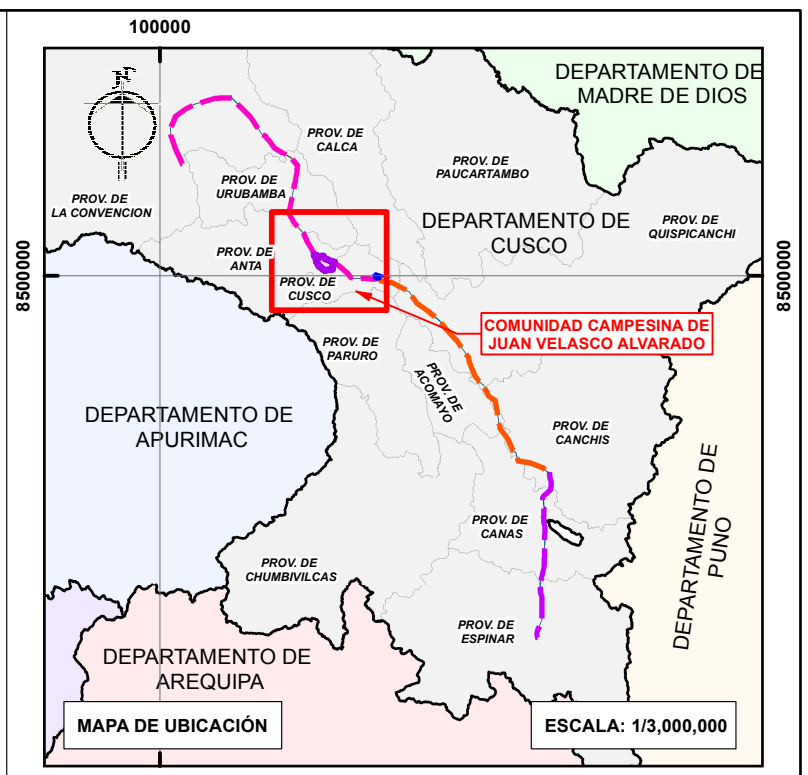 100000
DEPARTAMENTO DE
MADRE DE DIOS
N
PROV. DE
CALCA
PROV. DE
PAUCARTAMBO
PROV. DE
URUBAMBA
PROV. DE
LA CONVENCION
DEPARTAMENTO DE
CUSCO
PROV. DE
QUISPICANCHI
PROV. DE
ANTA
PROV. DE
CUSCO
8500000
8500000
COMUNIDAD CAMPESINA DE
JUAN VELASCO ALVARADO
PROV. DE
PARURO
PROV. DE
ACOMAYO
DEPARTAMENTO DE
APURIMAC
PROV. DE
CANCHIS
DEPARTAMENTO DE
PUNO
PROV. DE
CANAS
PROV. DE
CHUMBIVILCAS
PROV. DE
ESPINAR
DEPARTAMENTO DE
AREQUIPA
MAPA DE UBICACIÓN
ESCALA: 1/3,000,000